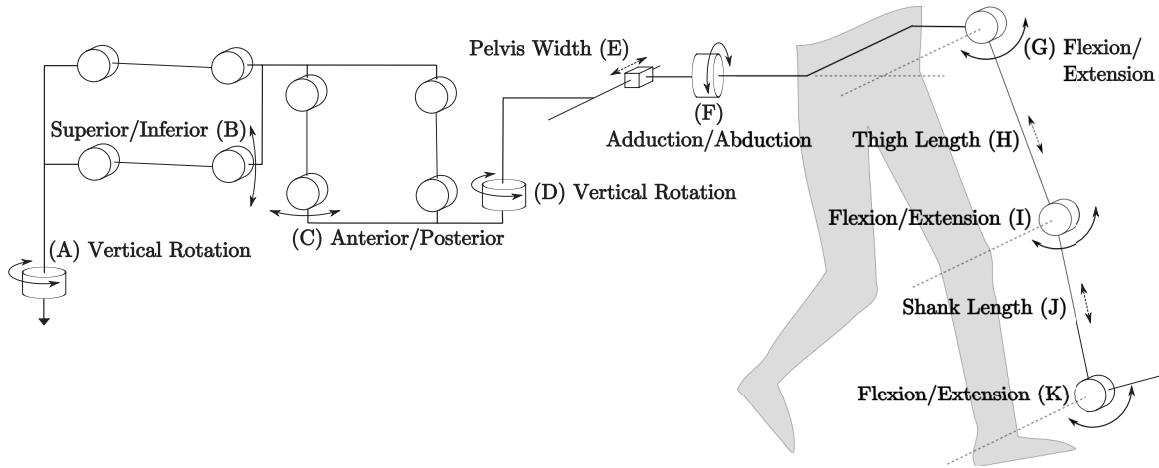 Pelvis Width (E)
(G) Flexion/
Extension
Superior/Inferior (B)
(F)
Adduction/Abduction
Thigh Length (H)
(D) Vertical Rotation
Flexion/Extension (I)
(C) Anterior/Posterior
(A) Vertical Rotation
Shank Length (J)
Flexion/Extension (K)